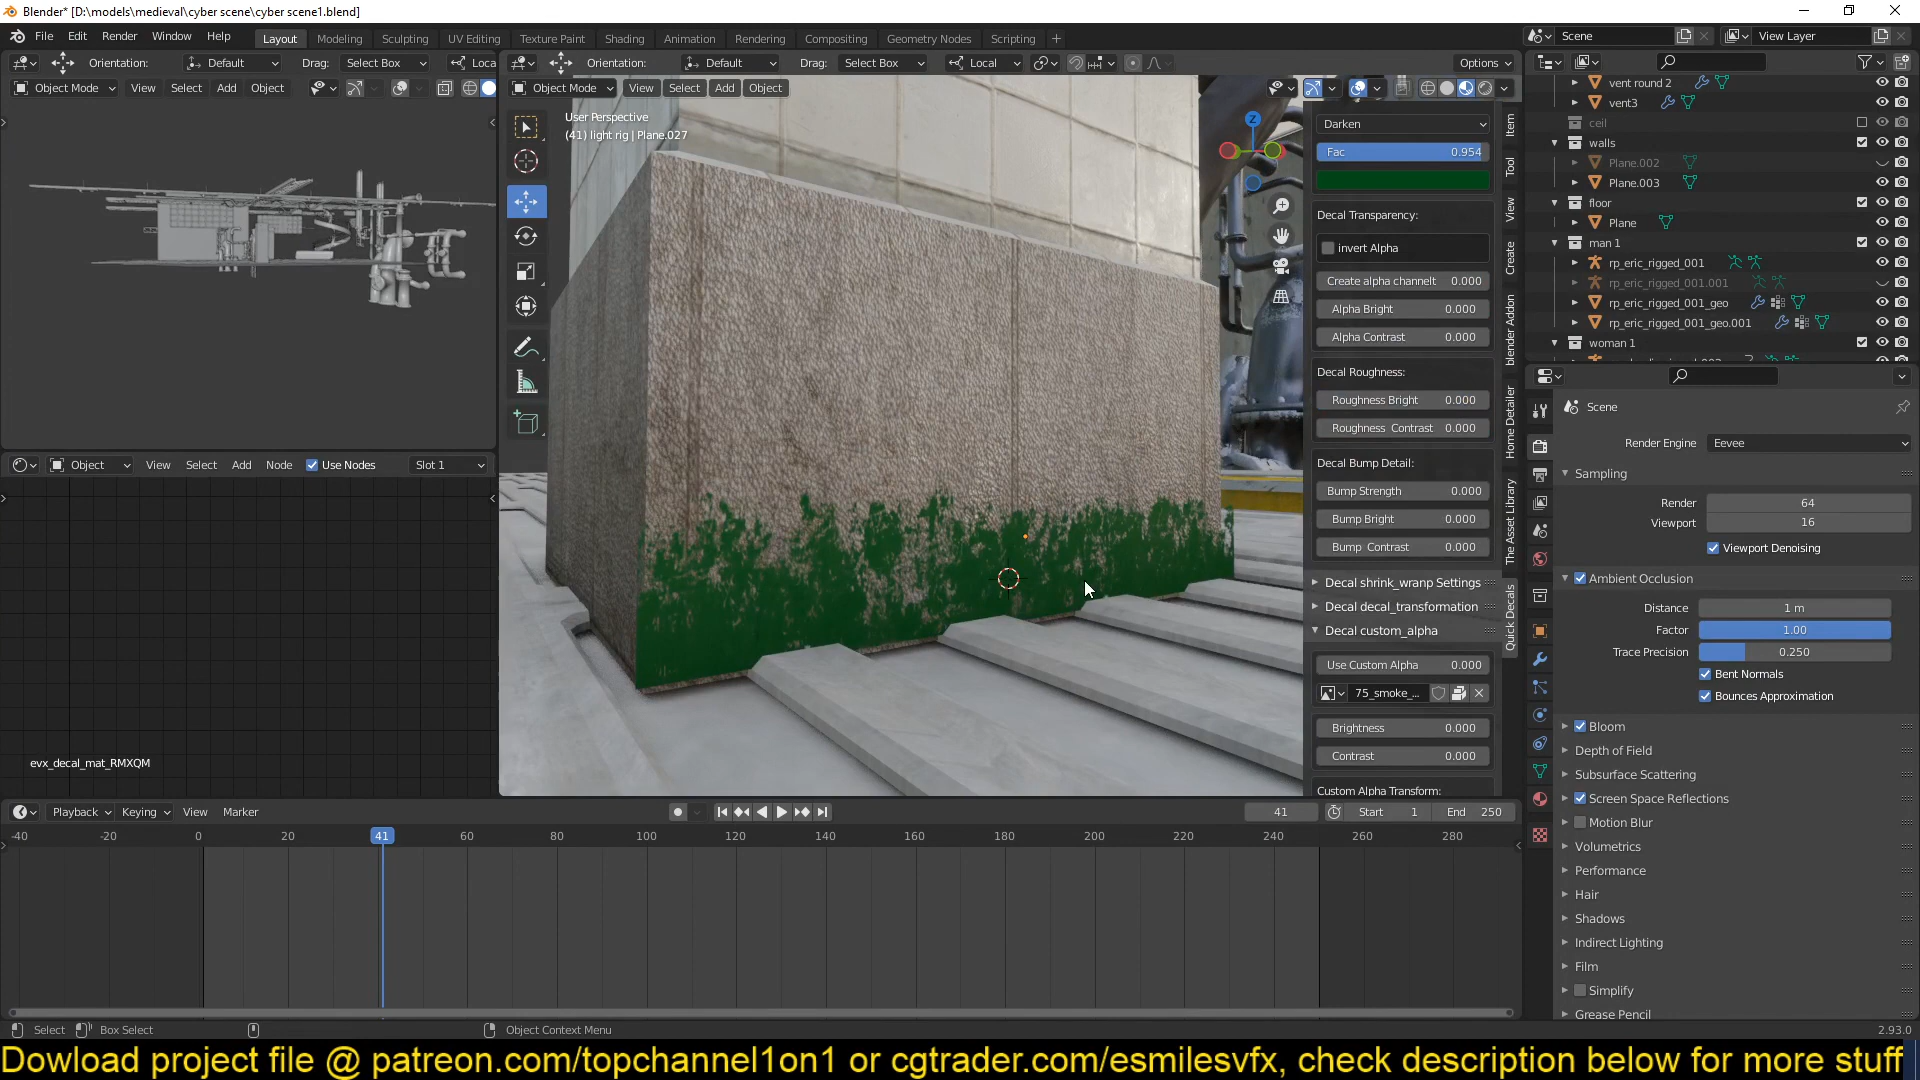 Blender* [D:\models\medieval\cyber scene\cyber scene1.blend]
File Edit Render Window Help Layout Modeling Sculpting UV Editing Texture Paint Shading Animation Rendering Compositing Geometry Nodes Scripting Scene View Layer
Orientation: Default Drag: Select Box Loca Orientation: Default Drag: Select Box Local Options
Object Mode View Select Add Object Object Mode View Select Add Object
User Perspective
(41) light rig | Plane.027
Z
Darken
Fac 0.954
Decal Transparency:
invert Alpha
Create alpha channelt 0.000
Alpha Bright 0.000
Alpha Contrast 0.000
Decal Roughness:
Roughness Bright 0.000
Roughness Contrast 0.000
Decal Bump Detail:
Bump Strength 0.000
Bump Bright 0.000
Bump Contrast 0.000
Decal shrink_wranp Settings
Decal decal_transformation
Decal custom_alpha
Use Custom Alpha 0.000
75_smoke_...
Brightness 0.000
Contrast 0.000
Custom Alpha Transform:
Item
Tool
View
Create
blender Addon
Home Detailer
The Asset Library
Quick Decals
vent round 2
vent3
ceil
walls
Plane.002
Plane.003
floor
Plane
man 1
rp_eric_rigged_001
rp_eric_rigged_001.001
rp_eric_rigged_001_geo
rp_eric_rigged_001_geo.001
woman 1
Scene
Render Engine Eevee
Sampling
Render 64
Viewport 16
Viewport Denoising
Ambient Occlusion
Distance 1 m
Factor 1.00
Trace Precision 0.250
Bent Normals
Bounces Approximation
Bloom
Depth of Field
Subsurface Scattering
Screen Space Reflections
Motion Blur
Volumetrics
Performance
Hair
Shadows
Indirect Lighting
Film
Simplify
Grease Pencil
Object View Select Add Node Use Nodes Slot 1
evx_decal_mat_RMXQM
Playback Keying View Marker 41 Start 1 End 250
-40 -20 0 20 41 60 80 100 120 140 160 180 200 220 240 260 280
Select Box Select Object Context Menu 2.93.0
Dowload project file @ patreon.com/topchannel1on1 or cgtrader.com/esmilesvfx, check description below for more stuff